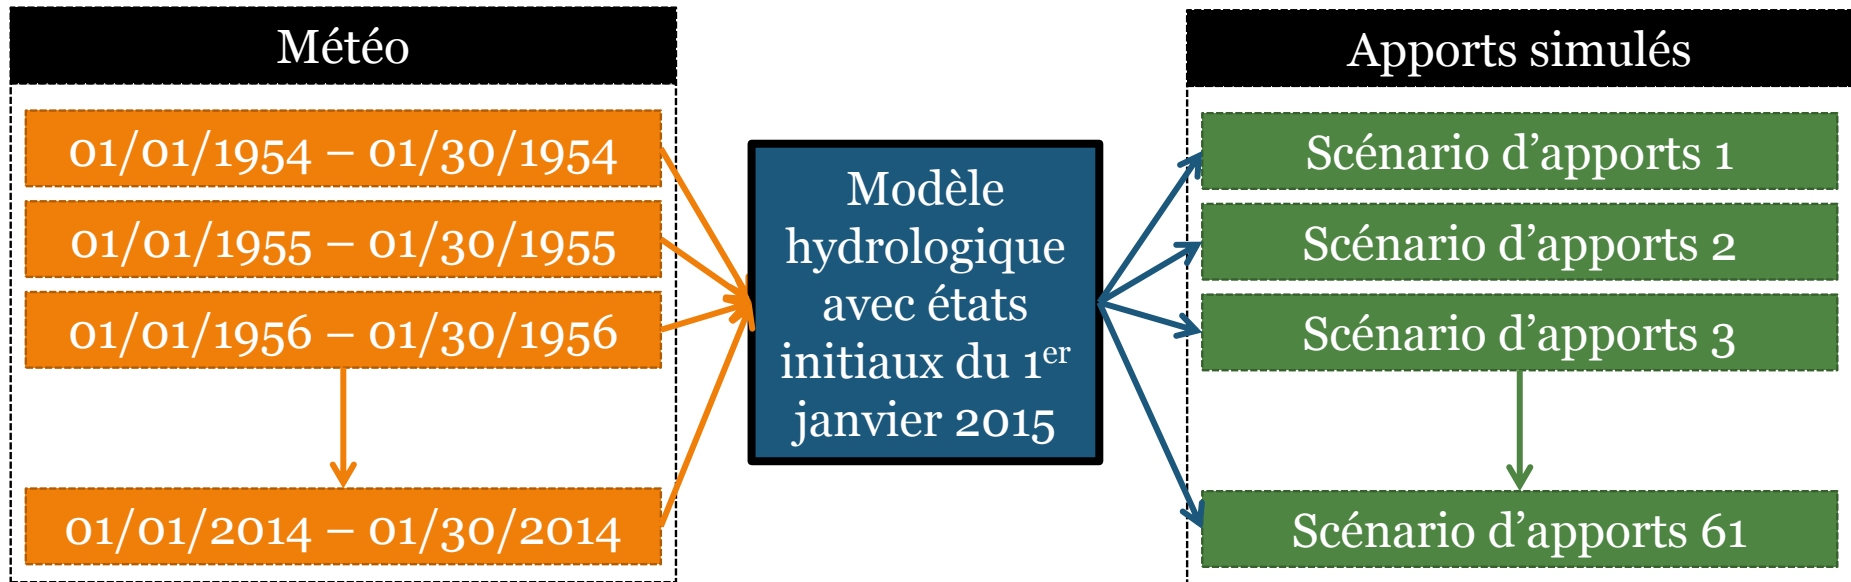 Météo
01/01/1954 – 01/30/1954
01/01/1955 – 01/30/1955
01/01/1956 – 01/30/1956
01/01/2014 – 01/30/2014
Modèle
hydrologique
avec états
initiaux du 1er
janvier 2015
Apports simulés
Scénario d’apports 1
Scénario d’apports 2
Scénario d’apports 3
Scénario d’apports 61